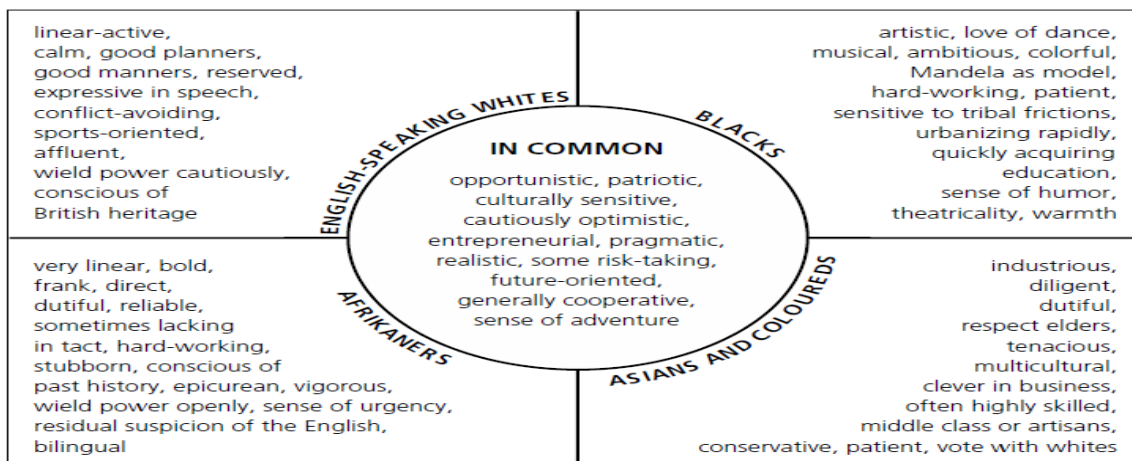 linear-active,
calm, good planners,
good manners, reserved,
expressive in speech,
conflict-avoiding,
sports-oriented,
affluent,
wield power cautiously,
conscious of
British heritage
ENGLISH-SPEAKING WHITES
artistic, love of dance,
musical, ambitious, colorful,
Mandela as model,
hard-working, patient,
sensitive to tribal frictions,
urbanizing rapidly,
quickly acquiring
education,
sense of humor,
theatricality, warmth
BLACKS
IN COMMON
opportunistic, patriotic,
culturally sensitive,
cautiously optimistic,
entrepreneurial, pragmatic,
realistic, some risk-taking,
future-oriented,
generally cooperative,
sense of adventure
very linear, bold,
frank, direct,
dutiful, reliable,
sometimes lacking
in tact, hard-working,
stubborn, conscious of
past history, epicurean, vigorous,
wield power openly, sense of urgency,
residual suspicion of the English,
bilingual
AFRIKANERS
industrious,
diligent,
dutiful,
respect elders,
tenacious,
multicultural,
clever in business,
often highly skilled,
middle class or artisans,
conservative, patient, vote with whites
ASIANS AND COLOUREDS